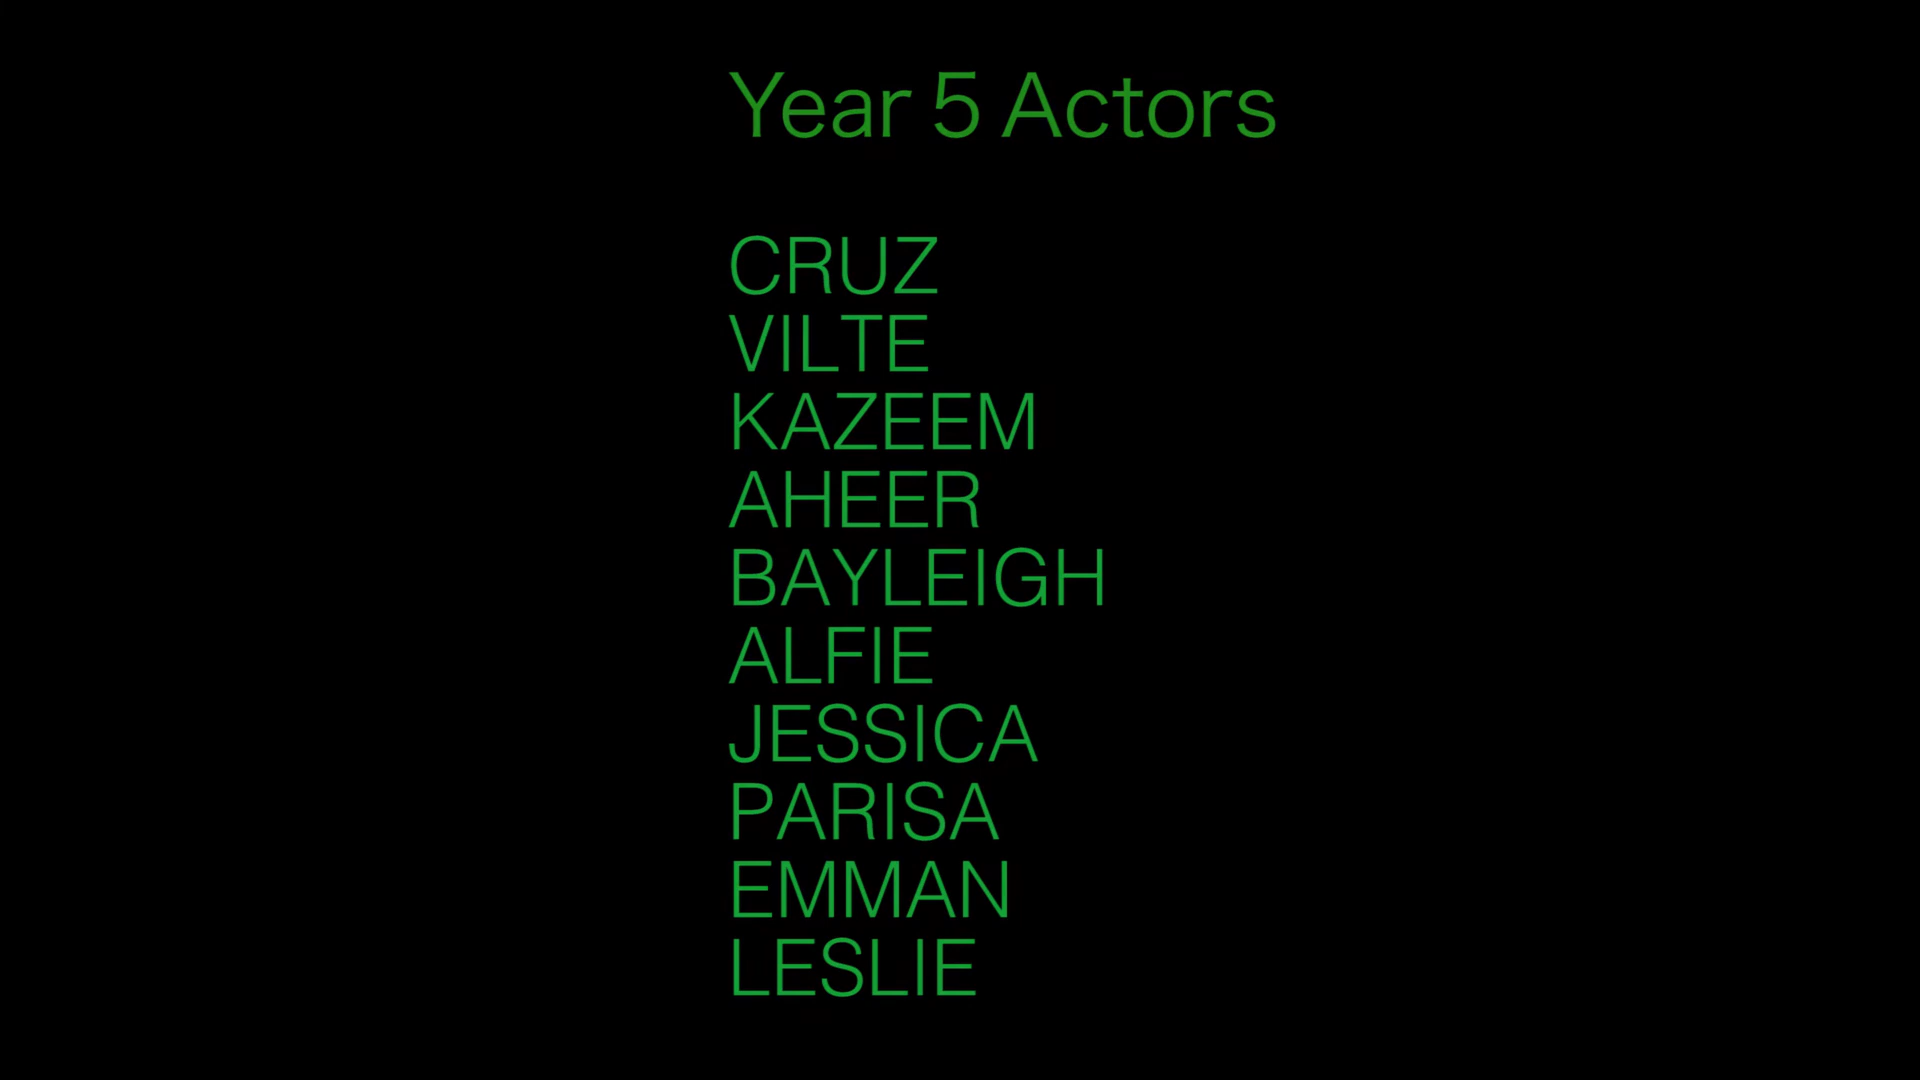 Year 5 Actors
CRUZ
VILTE
KAZEEM
AHEER
BAYLEIGH
ALFIE
JESSICA
PARISA
EMMAN
LESLIE